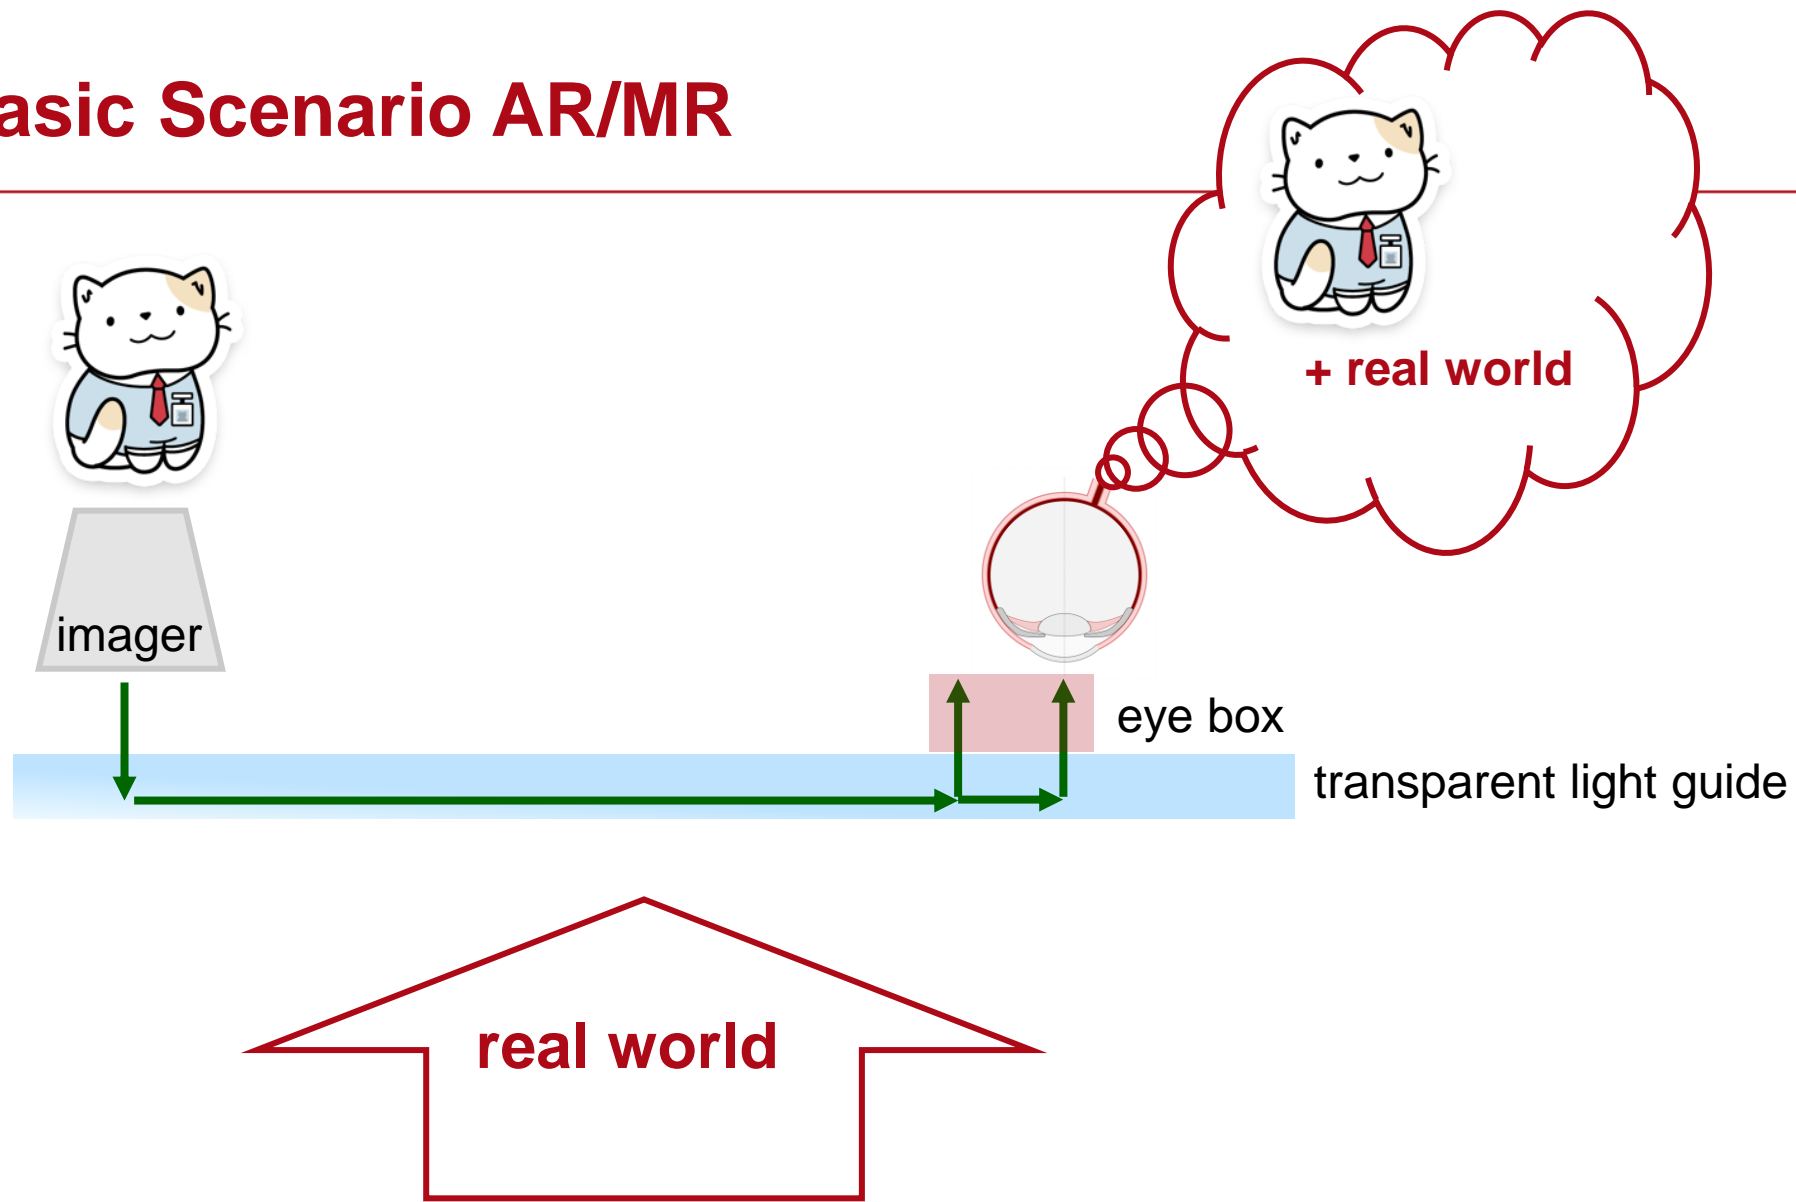 asic Scenario AR/MR
+ real world
imager
eye box
transparent light guide
real world